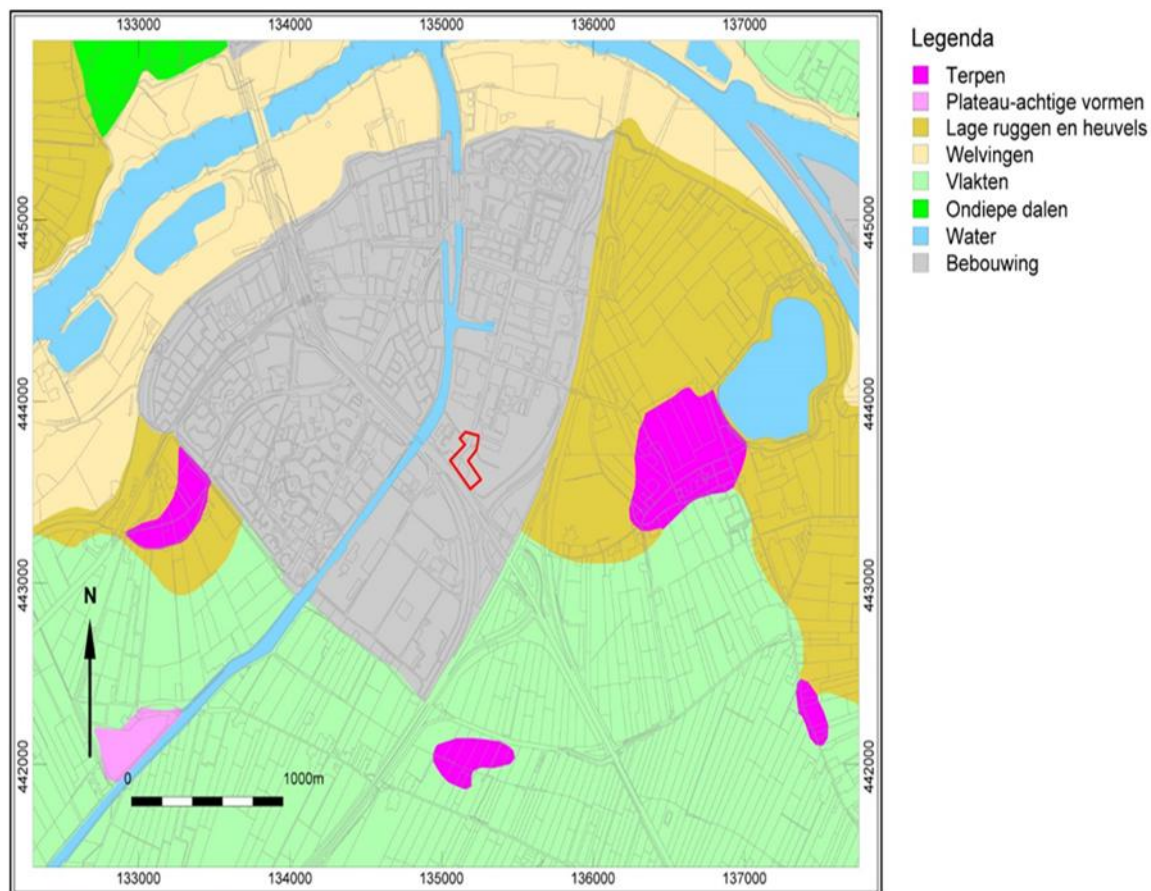 133000 134000 135000 136000 137000
Legenda
Terpen
Plateau-achtige vormen
Lage ruggen en heuvels
Welvingen
Vlakten
Ondiepe dalen
Water
Bebouwing
445000 445000
444000 444000
443000 443000
N
442000 442000
0 1000m
133000 134000 135000 136000 137000